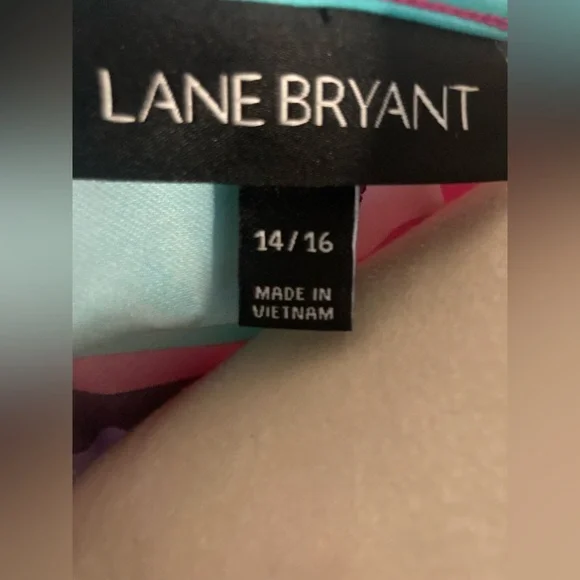 LANE BRYANT
14/16
MADE IN
VIETNAM